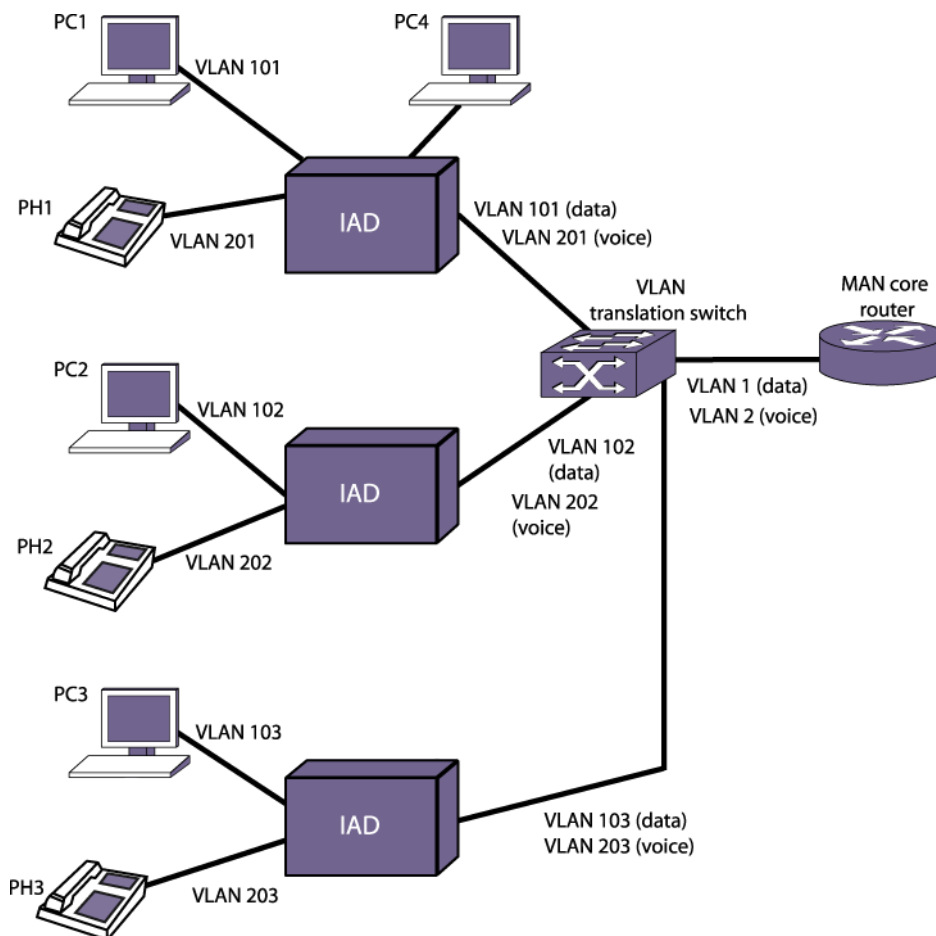 PC1
PC4
VLAN 101
PH1
IAD
VLAN 201
VLAN 101 (data)
VLAN 201 (voice)
VLAN
translation switch
MAN core
router
VLAN 1 (data)
VLAN 2 (voice)
PC2
VLAN 102
IAD
VLAN 102
(data)
VLAN 202
(voice)
PH2
VLAN 202
PC3
VLAN 103
IAD
VLAN 103 (data)
VLAN 203 (voice)
PH3
VLAN 203